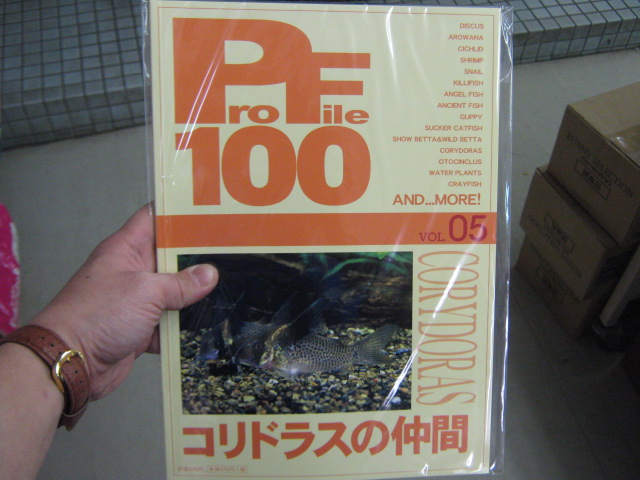 ProFile
100
DISCUS
AROWANA
CICHLID
SHRIMP
SNAIL
KILLIFISH
ANGEL FISH
ANCIENT FISH
GUPPY
SUCKER CATFISH
SHOW BETTA&WILD BETTA
CORYDORAS
OTOCINCLUS
WATER PLANTS
CRAYFISH
AND...MORE!
VOL.05
CORYDORAS
コリドラスの仲間